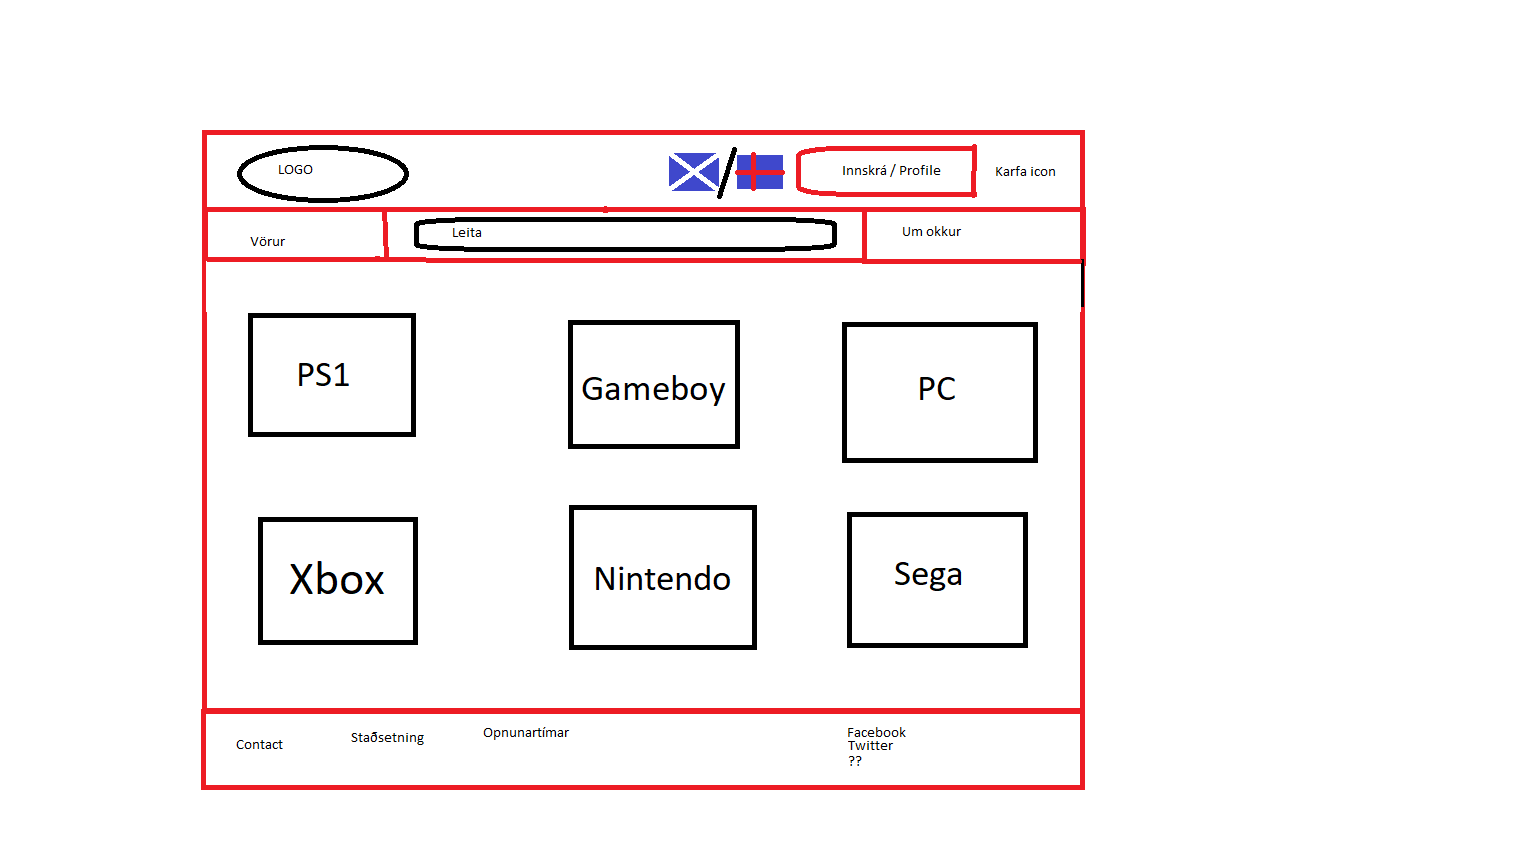 LOGO
Innskrá / Profile
Karfa icon
Vörur
Leita
Um okkur
PS1
Gameboy
PC
Xbox
Nintendo
Sega
Contact
Staðsetning
Opnunartímar
Facebook
Twitter
??